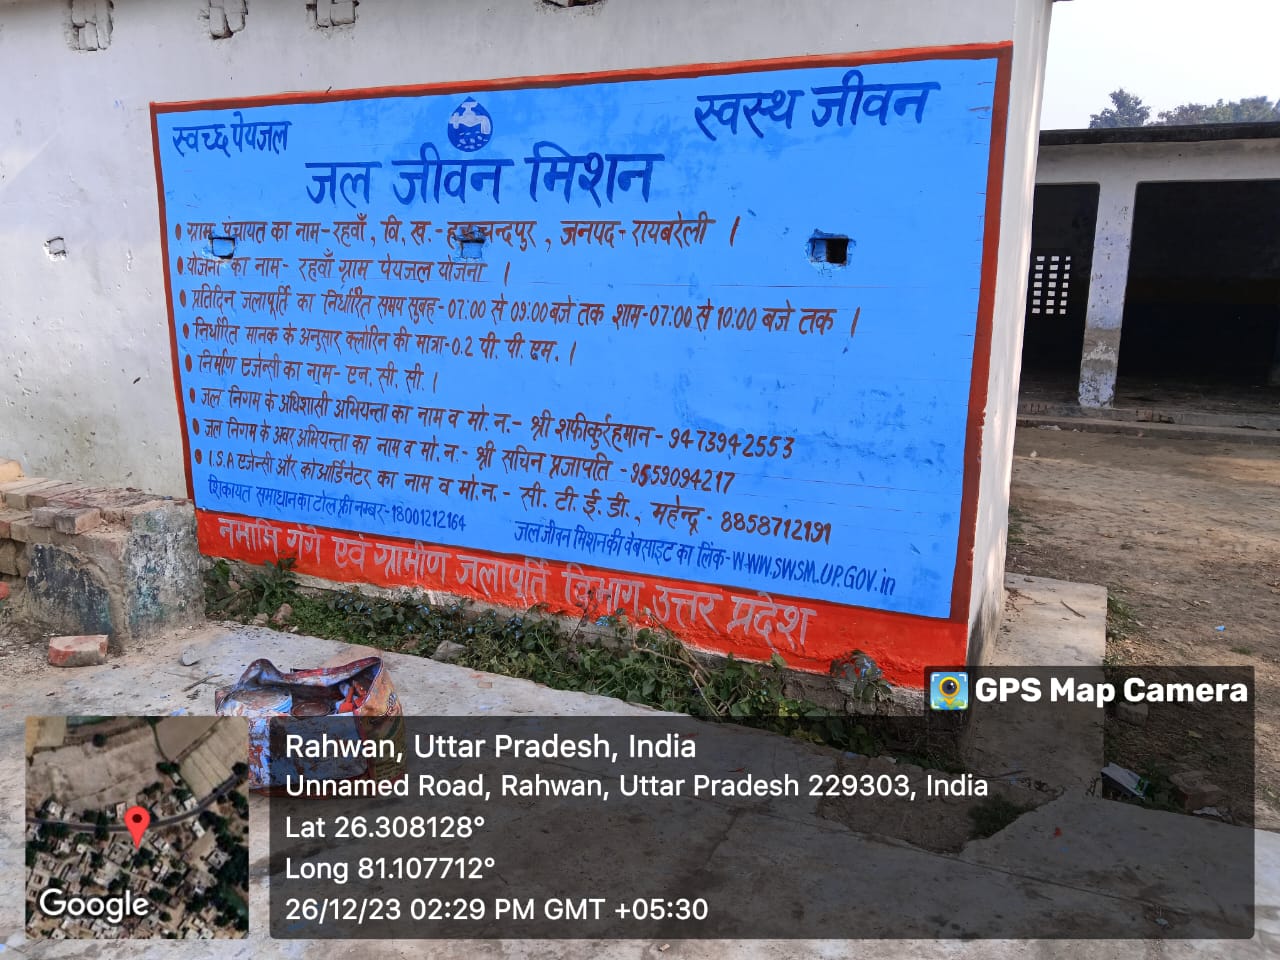 स्वच्छ पेयजल
स्वस्थ जीवन
जल जीवन मिशन
• ग्राम पंचायत का नाम- रहवाँ, वि. ख.- हरचन्दपुर, जनपद- रायबरेली ।
• योजना का नाम- रहवाँ ग्राम पेयजल योजना ।
• प्रतिदिन जलापूर्ति का निर्धारित समय सुबह- 07:00 से 09:00 बजे तक शाम-07:00 से 10:00 बजे तक ।
• निर्धारित मानक के अनुसार क्लोरिन की मात्रा-0.2 पी. पी. एम. ।
• निर्माण एजेन्सी का नाम- एन. सी. सी. ।
• जल निगम के अधिशासी अभियन्ता का नाम व मो. न.- श्री शफीकुर्रहमान- 9473942553
• जल निगम के अवर अभियन्ता का नाम व मो. न.- श्री सचिन प्रजापति -9559094217
• I.S.A एजेन्सी और कोआर्डिनेटर का नाम व मो.न.- सी. टी. ई. डी., महेन्द्र- 8858712191
शिकायत समाधान का टोल फ्री नम्बर-18001212164
जल जीवन मिशन की वेबसाइट का लिंक-WWW.SWSM.UP.GOV.in
नमामि गंगे एवं ग्रामीण जलापूर्ति विभाग, उत्तर प्रदेश
GPS Map Camera
Rahwan, Uttar Pradesh, India
Unnamed Road, Rahwan, Uttar Pradesh 229303, India
Lat 26.308128°
Long 81.107712°
26/12/23 02:29 PM GMT +05:30
Google